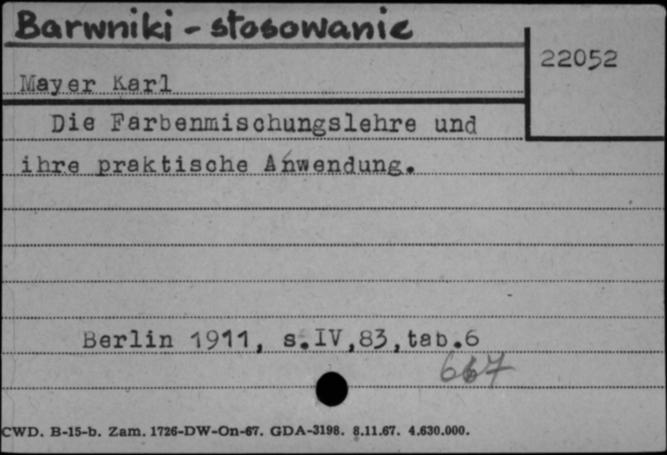 Barwniki - stosowanie
22052
Mayer Karl
Die Farbenmischungslehre und
ihre praktische Anwendung.
Berlin 1911, s.IV,83,tab.6
667
CWD. B-15-b. Zam. 1726-DW-On-67. GDA-3198. 8.11.67. 4.630.000.